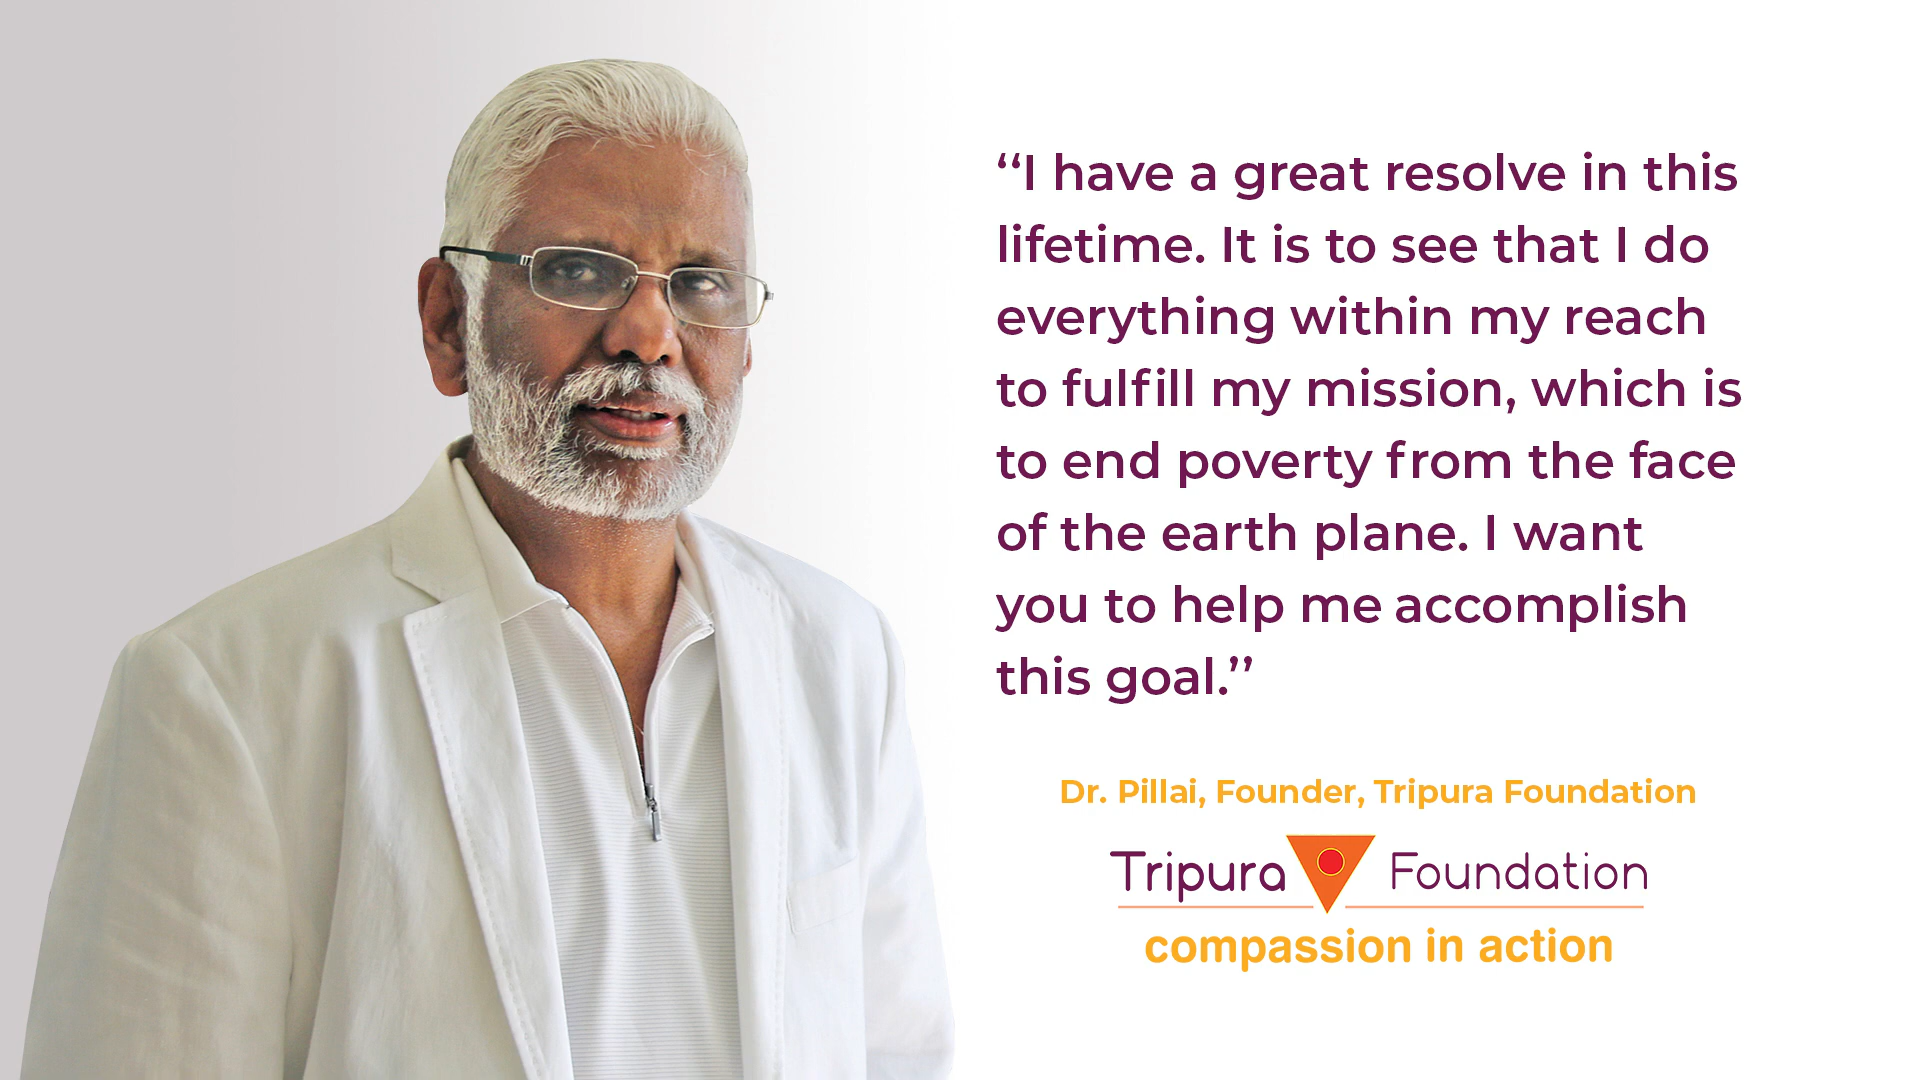 “I have a great resolve in this
lifetime. It is to see that I do
everything within my reach
to fulfill my mission, which is
to end poverty from the face
of the earth plane. I want
you to help me accomplish
this goal.”
Dr. Pillai, Founder, Tripura Foundation
Tripura Foundation
compassion in action